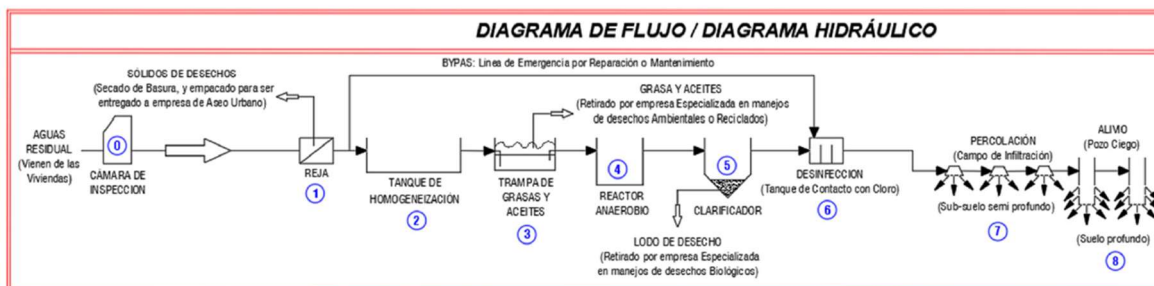 DIAGRAMA DE FLUJO / DIAGRAMA HIDRÁULICO
BYPAS: Línea de Emergencia por Reparación o Mantenimiento
SÓLIDOS DE DESECHOS
(Secado de Basura, y empacado para ser
entregado a empresa de Aseo Urbano)
GRASA Y ACEITES
(Retirado por empresa Especializada en manejos
de desechos Ambientales o Reciclados)
AGUAS
RESIDUAL
(Vienen de las
Viviendas)
0
CÁMARA DE
INSPECCION
REJA
1
TANQUE DE
HOMOGENEIZACIÓN
2
TRAMPA DE
GRASAS Y
ACEITES
3
4
REACTOR
ANAEROBIO
5
CLARIFICADOR
LODO DE DESECHO
(Retirado por empresa Especializada
en manejos de desechos Biológicos)
DESINFECCION
(Tanque de Contacto con Cloro)
6
PERCOLACIÓN
(Campo de Infiltración)
(Sub-suelo semi profundo)
7
ALIVIO
(Pozo Ciego)
(Suelo profundo)
8